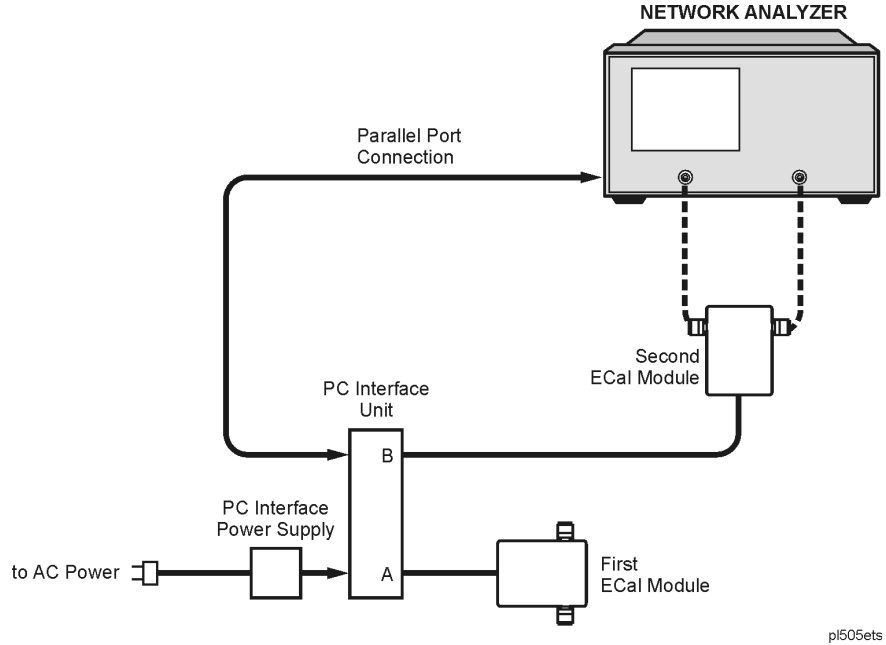 NETWORK ANALYZER
Parallel Port
Connection
Second
ECal Module
PC Interface
Unit
B
PC Interface
Power Supply
to AC Power
A
First
ECal Module
pl505ets